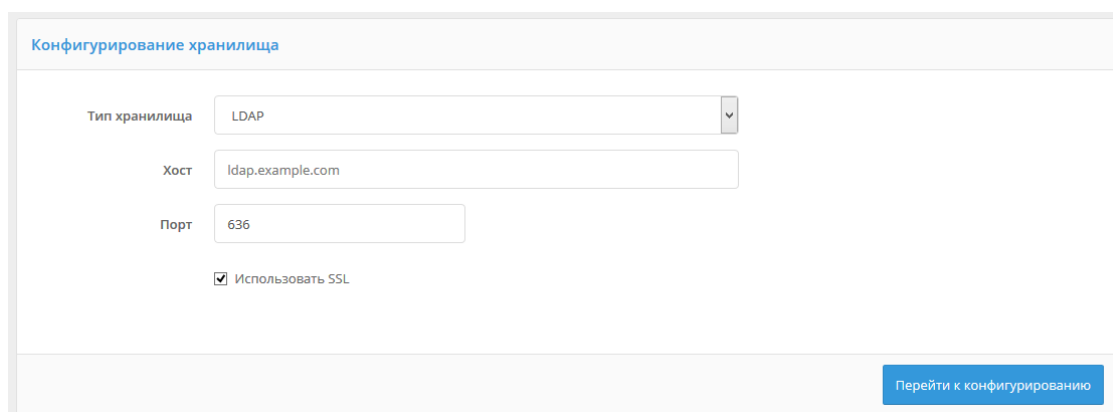 Конфигурирование хранилища
Тип хранилища LDAP
Хост ldap.example.com
Порт 636
Использовать SSL
Перейти к конфигурированию